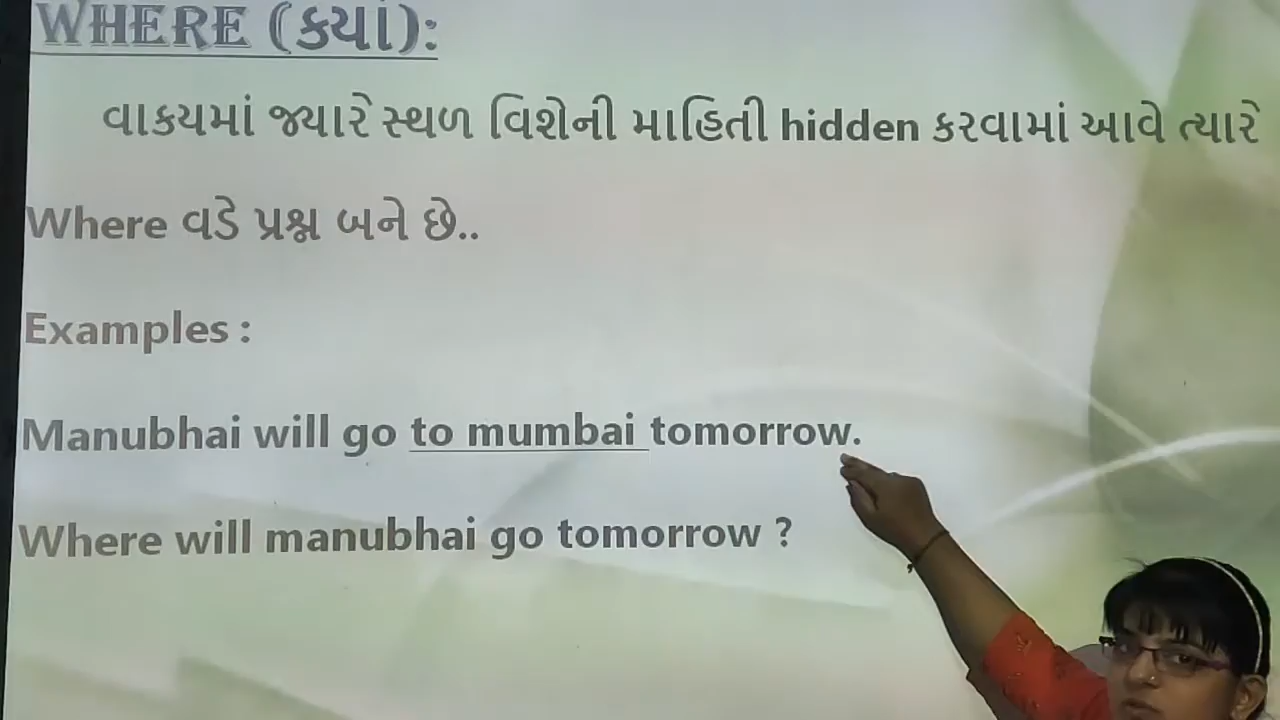 WHERE (ક્યાં):
વાક્યમાં જ્યારે સ્થળ વિશેની માહિતી hidden કરવામાં આવે ત્યારે
Where વડે પ્રશ્ન બને છે..
Examples :
Manubhai will go to mumbai tomorrow.
Where will manubhai go tomorrow ?